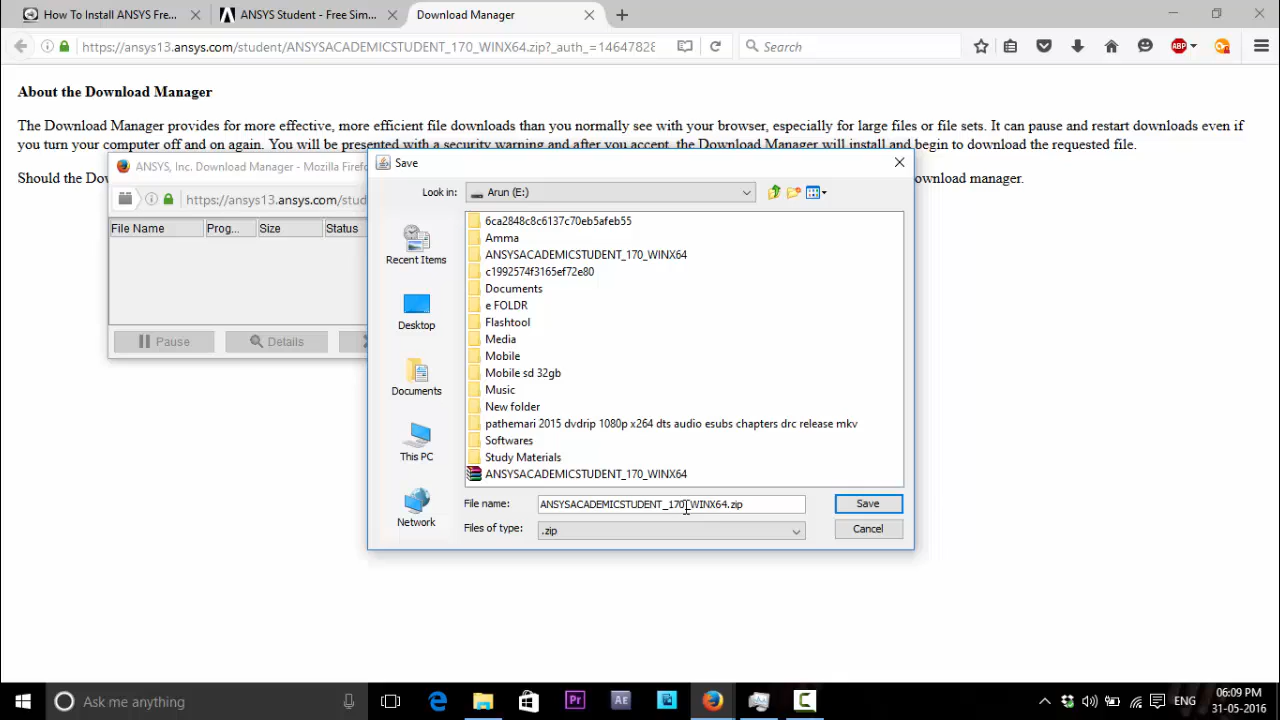 How To Install ANSYS Fre...
ANSYS Student - Free Sim...
Download Manager
https://ansys13.ansys.com/student/ANSYSACADEMICSTUDENT_170_WINX64.zip?_auth_=14647828
Search
ABP
About the Download Manager
The Download Manager provides for more effective, more efficient file downloads than you normally see with your browser, especially for large files or file sets. It can pause and restart downloads even if
you turn your computer off and on again. You will be presented with a security warning and after you accept, the Download Manager will install and begin to download the requested file.
Should the Dow
ownload manager.
ANSYS, Inc. Download Manager - Mozilla Firef
https://ansys13.ansys.com/stud
File Name Prog... Size Status
Pause Details
Save
Look in: Arun (E:)
Recent Items
Desktop
Documents
This PC
Network
6ca2848c8c6137c70eb5afeb55
Amma
ANSYSACADEMICSTUDENT_170_WINX64
c1992574f3165ef72e80
Documents
e FOLDR
Flashtool
Media
Mobile
Mobile sd 32gb
Music
New folder
pathemari 2015 dvdrip 1080p x264 dts audio esubs chapters drc release mkv
Softwares
Study Materials
ANSYSACADEMICSTUDENT_170_WINX64
File name: ANSYSACADEMICSTUDENT_170_WINX64.zip Save
Files of type: .zip Cancel
Ask me anything
Pr
Ae
ENG
06:09 PM
31-05-2016